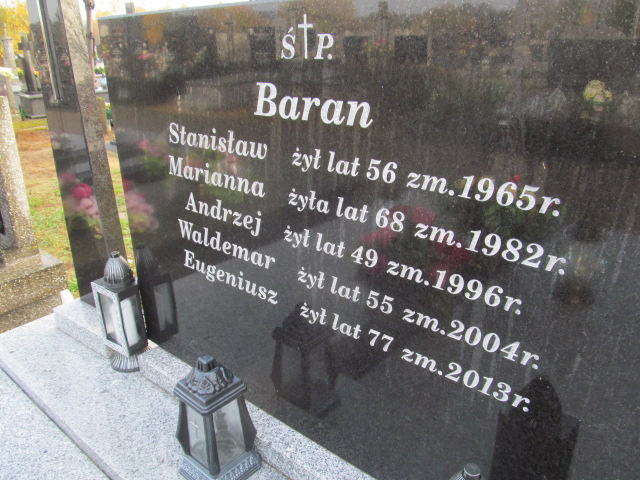 Ś†P.
Baran
Stanisław żył lat 56 zm.1965r.
Marianna żyła lat 68 zm.1982r.
Andrzej żył lat 49 zm.1996r.
Waldemar żył lat 55 zm.2004r.
Eugeniusz żył lat 77 zm.2013r.